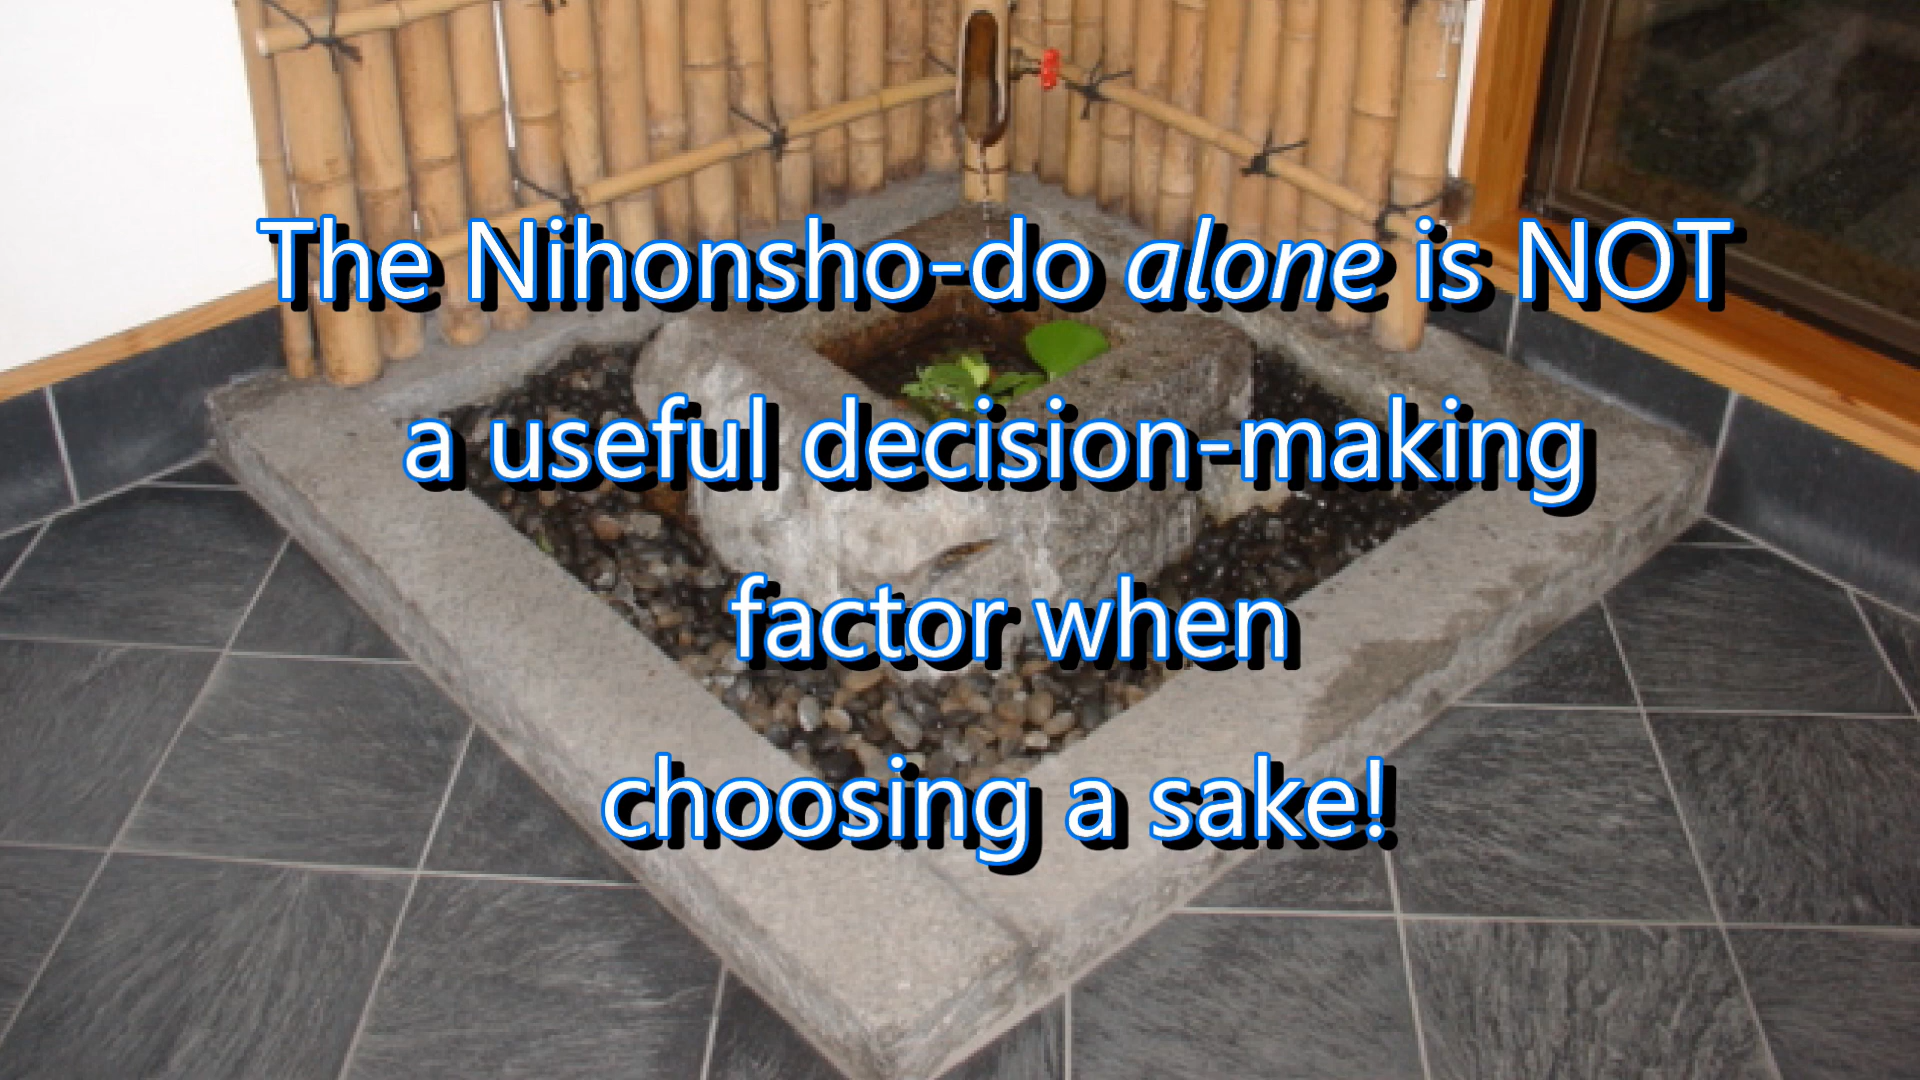 The Nihonsho-do alone is NOT
a useful decision-making
factor when
choosing a sake!